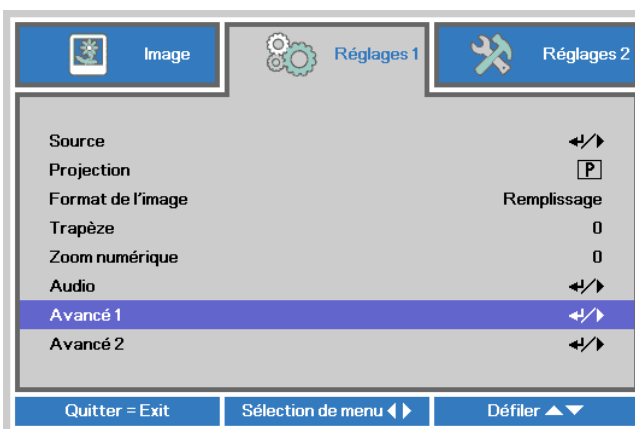 Image Réglages 1 Réglages 2
Source
Projection P
Format de l'image Remplissage
Trapèze 0
Zoom numérique 0
Audio
Avancé 1
Avancé 2
Quitter = Exit Sélection de menu Défiler